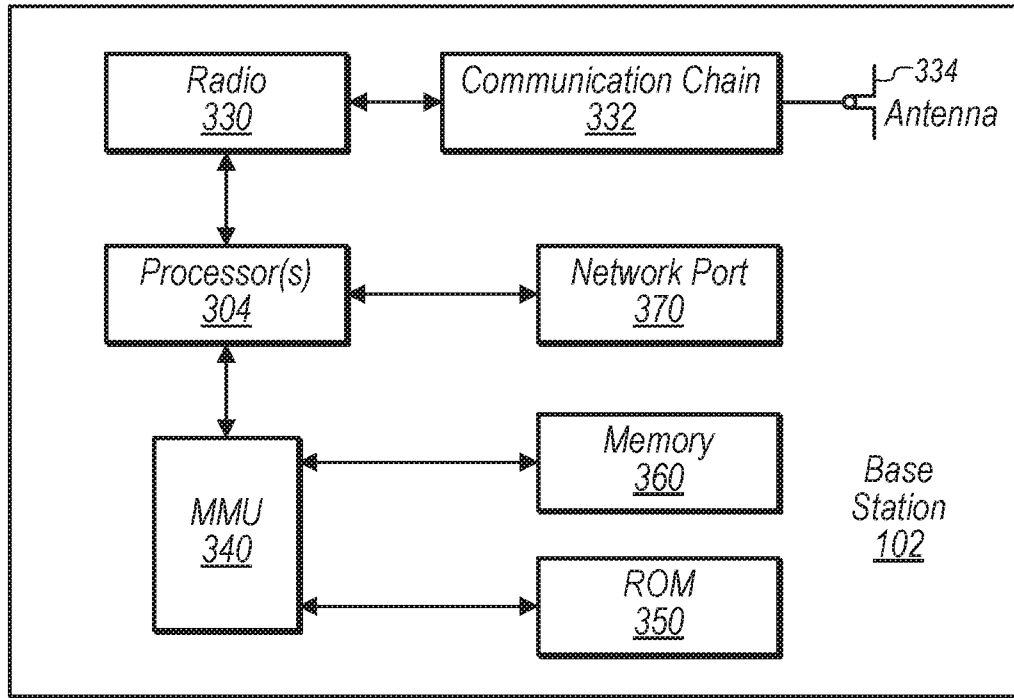 Radio
330
Communication Chain
332
334
Antenna
Processor(s)
304
Network Port
370
MMU
340
Memory
360
ROM
350
Base
Station
102